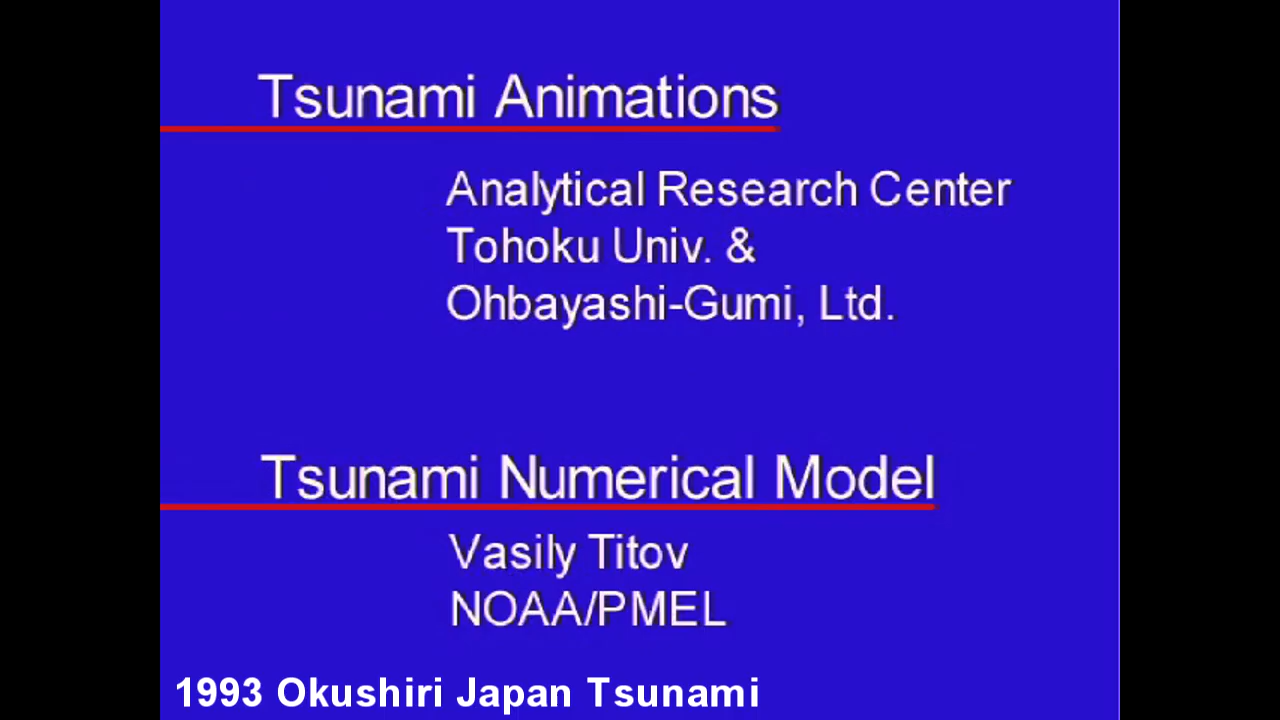 Tsunami Animations
Analytical Research Center
Tohoku Univ. &
Ohbayashi-Gumi, Ltd.
Tsunami Numerical Model
Vasily Titov
NOAA/PMEL
1993 Okushiri Japan Tsunami